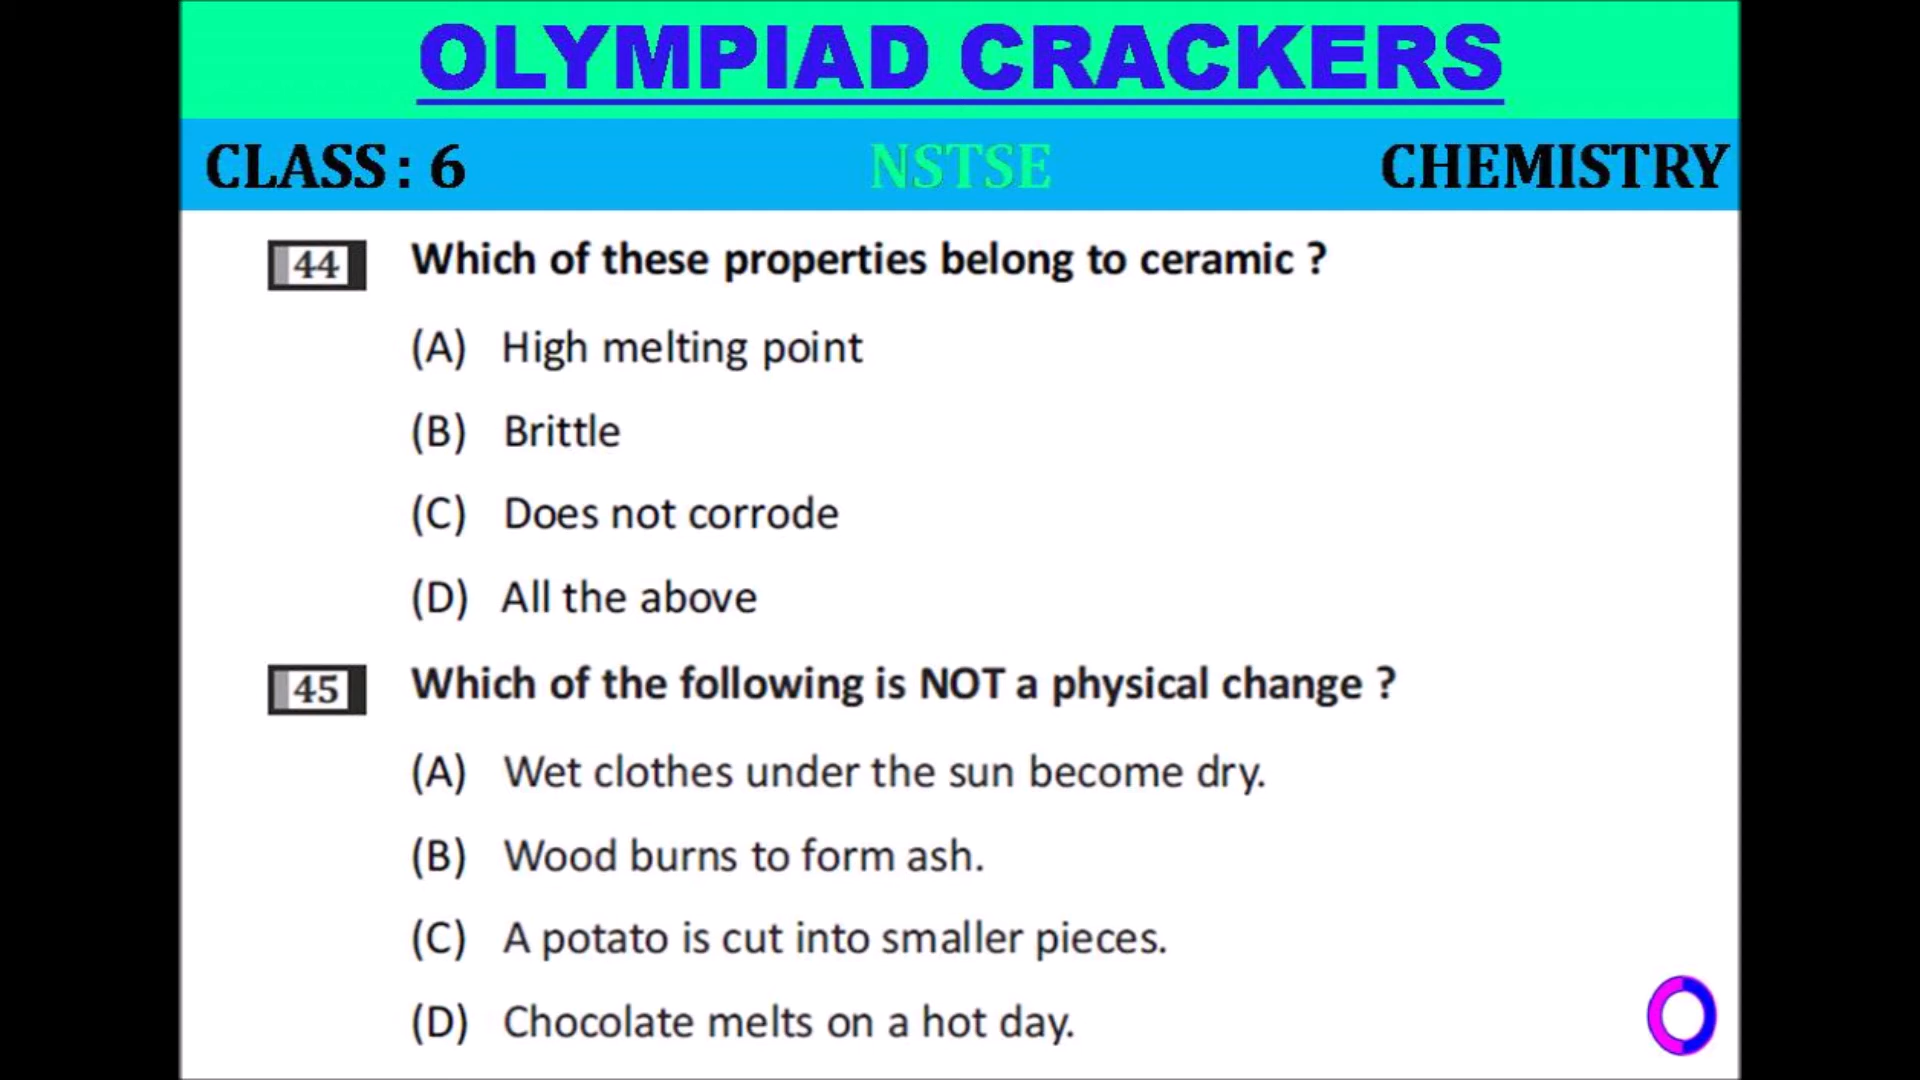 OLYMPIAD CRACKERS
CLASS : 6 NSTSE CHEMISTRY
44 Which of these properties belong to ceramic ?
(A) High melting point
(B) Brittle
(C) Does not corrode
(D) All the above
45 Which of the following is NOT a physical change ?
(A) Wet clothes under the sun become dry.
(B) Wood burns to form ash.
(C) A potato is cut into smaller pieces.
(D) Chocolate melts on a hot day.